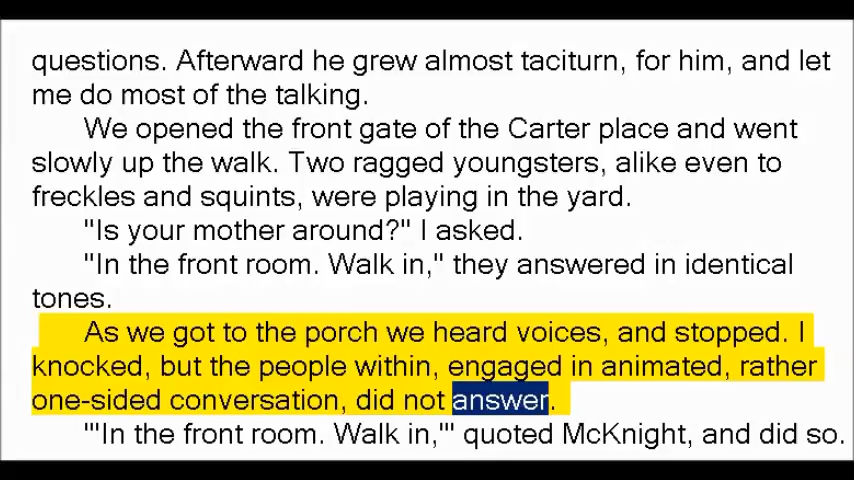 questions. Afterward he grew almost taciturn, for him, and let
me do most of the talking.
We opened the front gate of the Carter place and went
slowly up the walk. Two ragged youngsters, alike even to
freckles and squints, were playing in the yard.
"Is your mother around?" I asked.
"In the front room. Walk in," they answered in identical
tones.
As we got to the porch we heard voices, and stopped. I
knocked, but the people within, engaged in animated, rather
one-sided conversation, did not answer.
"'In the front room. Walk in,'" quoted McKnight, and did so.